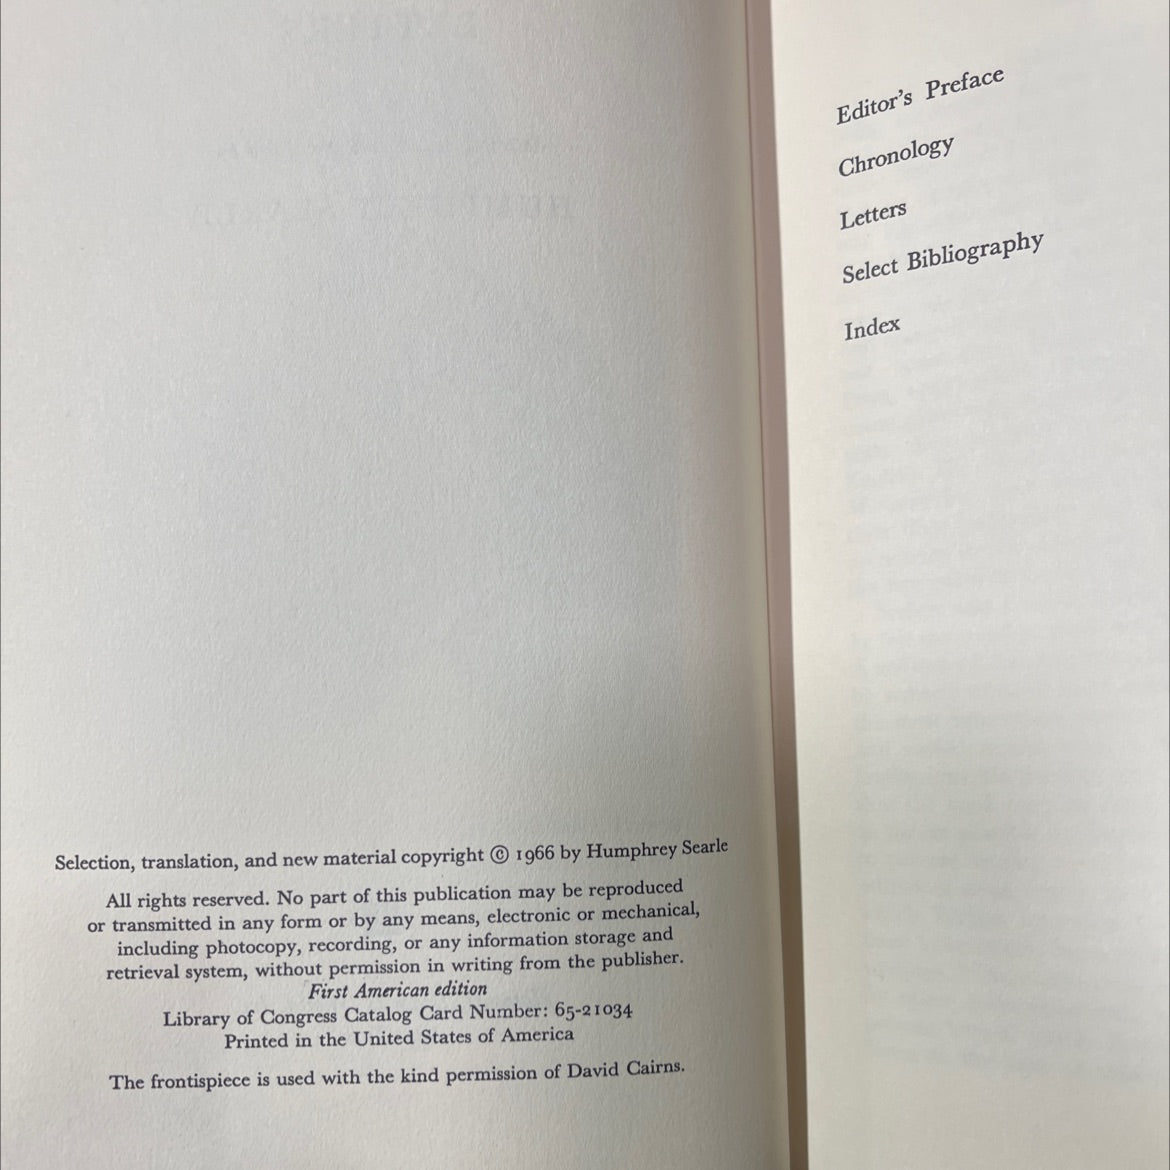 Selection, translation, and new material copyright © 1966 by Humphrey Searle
All rights reserved. No part of this publication may be reproduced
or transmitted in any form or by any means, electronic or mechanical,
including photocopy, recording, or any information storage and
retrieval system, without permission in writing from the publisher.
First American edition
Library of Congress Catalog Card Number: 65-21034
Printed in the United States of America
The frontispiece is used with the kind permission of David Cairns.
Editor's Preface
Chronology
Letters
Select Bibliography
Index